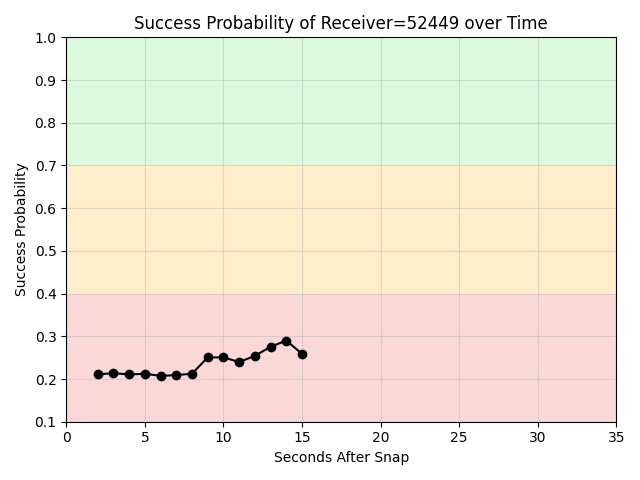 Success Probability of Receiver=52449 over Time
1.0
0.9
0.8
0.7
0.6
0.5
0.4
0.3
0.2
0.1
Success Probability
0 5 10 15 20 25 30 35
Seconds After Snap